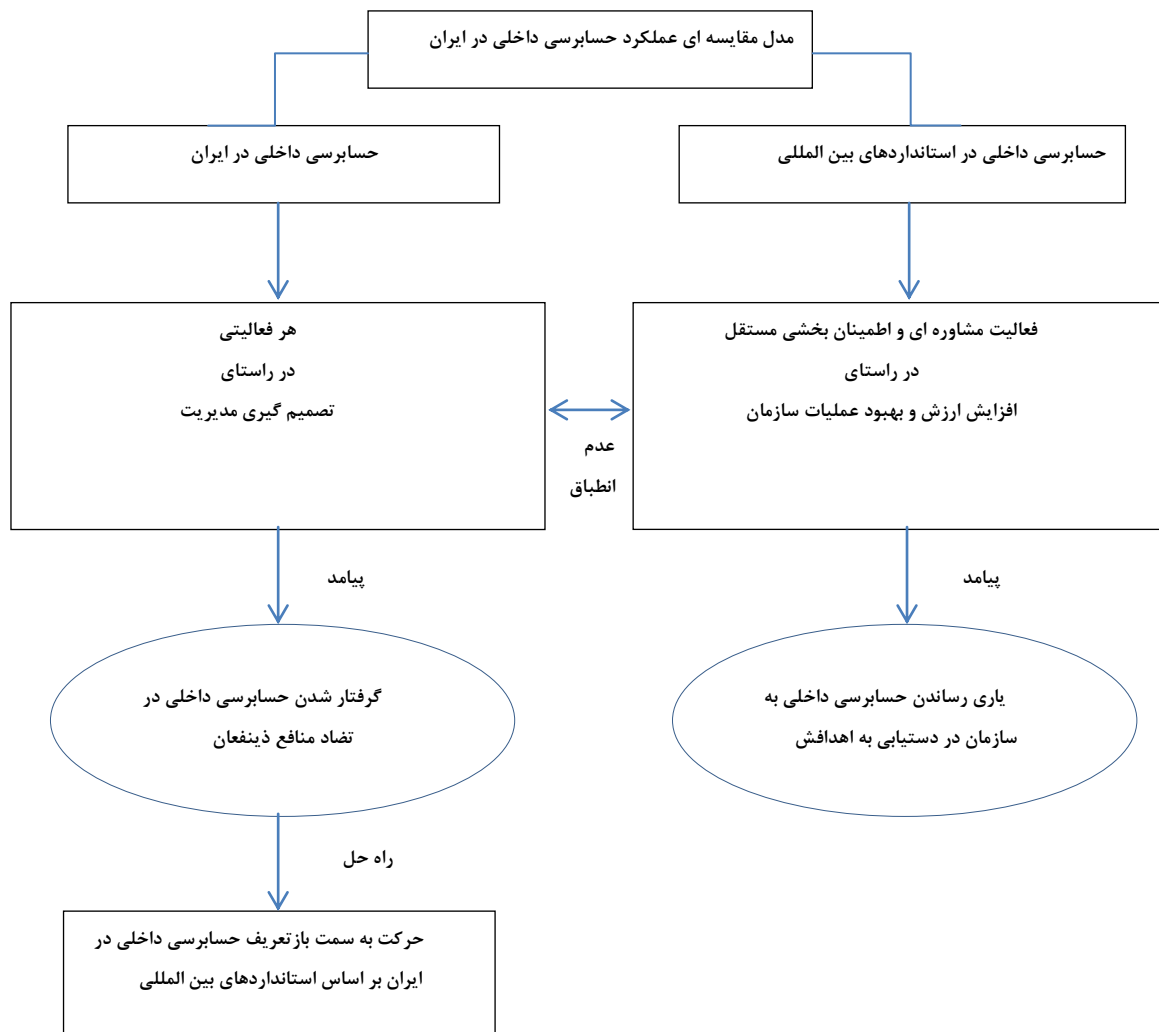 مدل مقایسه ای عملکرد حسابرسی داخلی در ایران
حسابرسی داخلی در استانداردهای بین المللی
حسابرسی داخلی در ایران
فعالیت مشاوره ای و اطمینان بخشی مستقل
در راستای
افزایش ارزش و بهبود عملیات سازمان
هر فعالیتی
در راستای
تصمیم گیری مدیریت
عدم
انطباق
پیامد
پیامد
یاری رساندن حسابرسی داخلی به
سازمان در دستیابی به اهدافش
گرفتار شدن حسابرسی داخلی در
تضاد منافع ذینفعان
راه حل
حرکت به سمت بازتعریف حسابرسی داخلی در
ایران بر اساس استانداردهای بین المللی